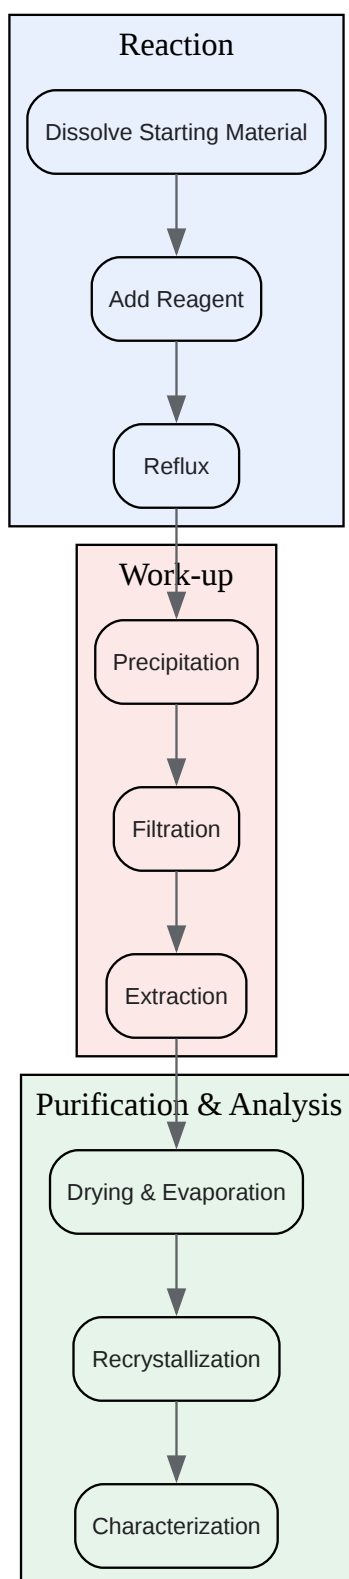 Reaction
Dissolve Starting Material
Add Reagent
Reflux
Work-up
Precipitation
Filtration
Extraction
Purification & Analysis
Drying & Evaporation
Recrystallization
Characterization